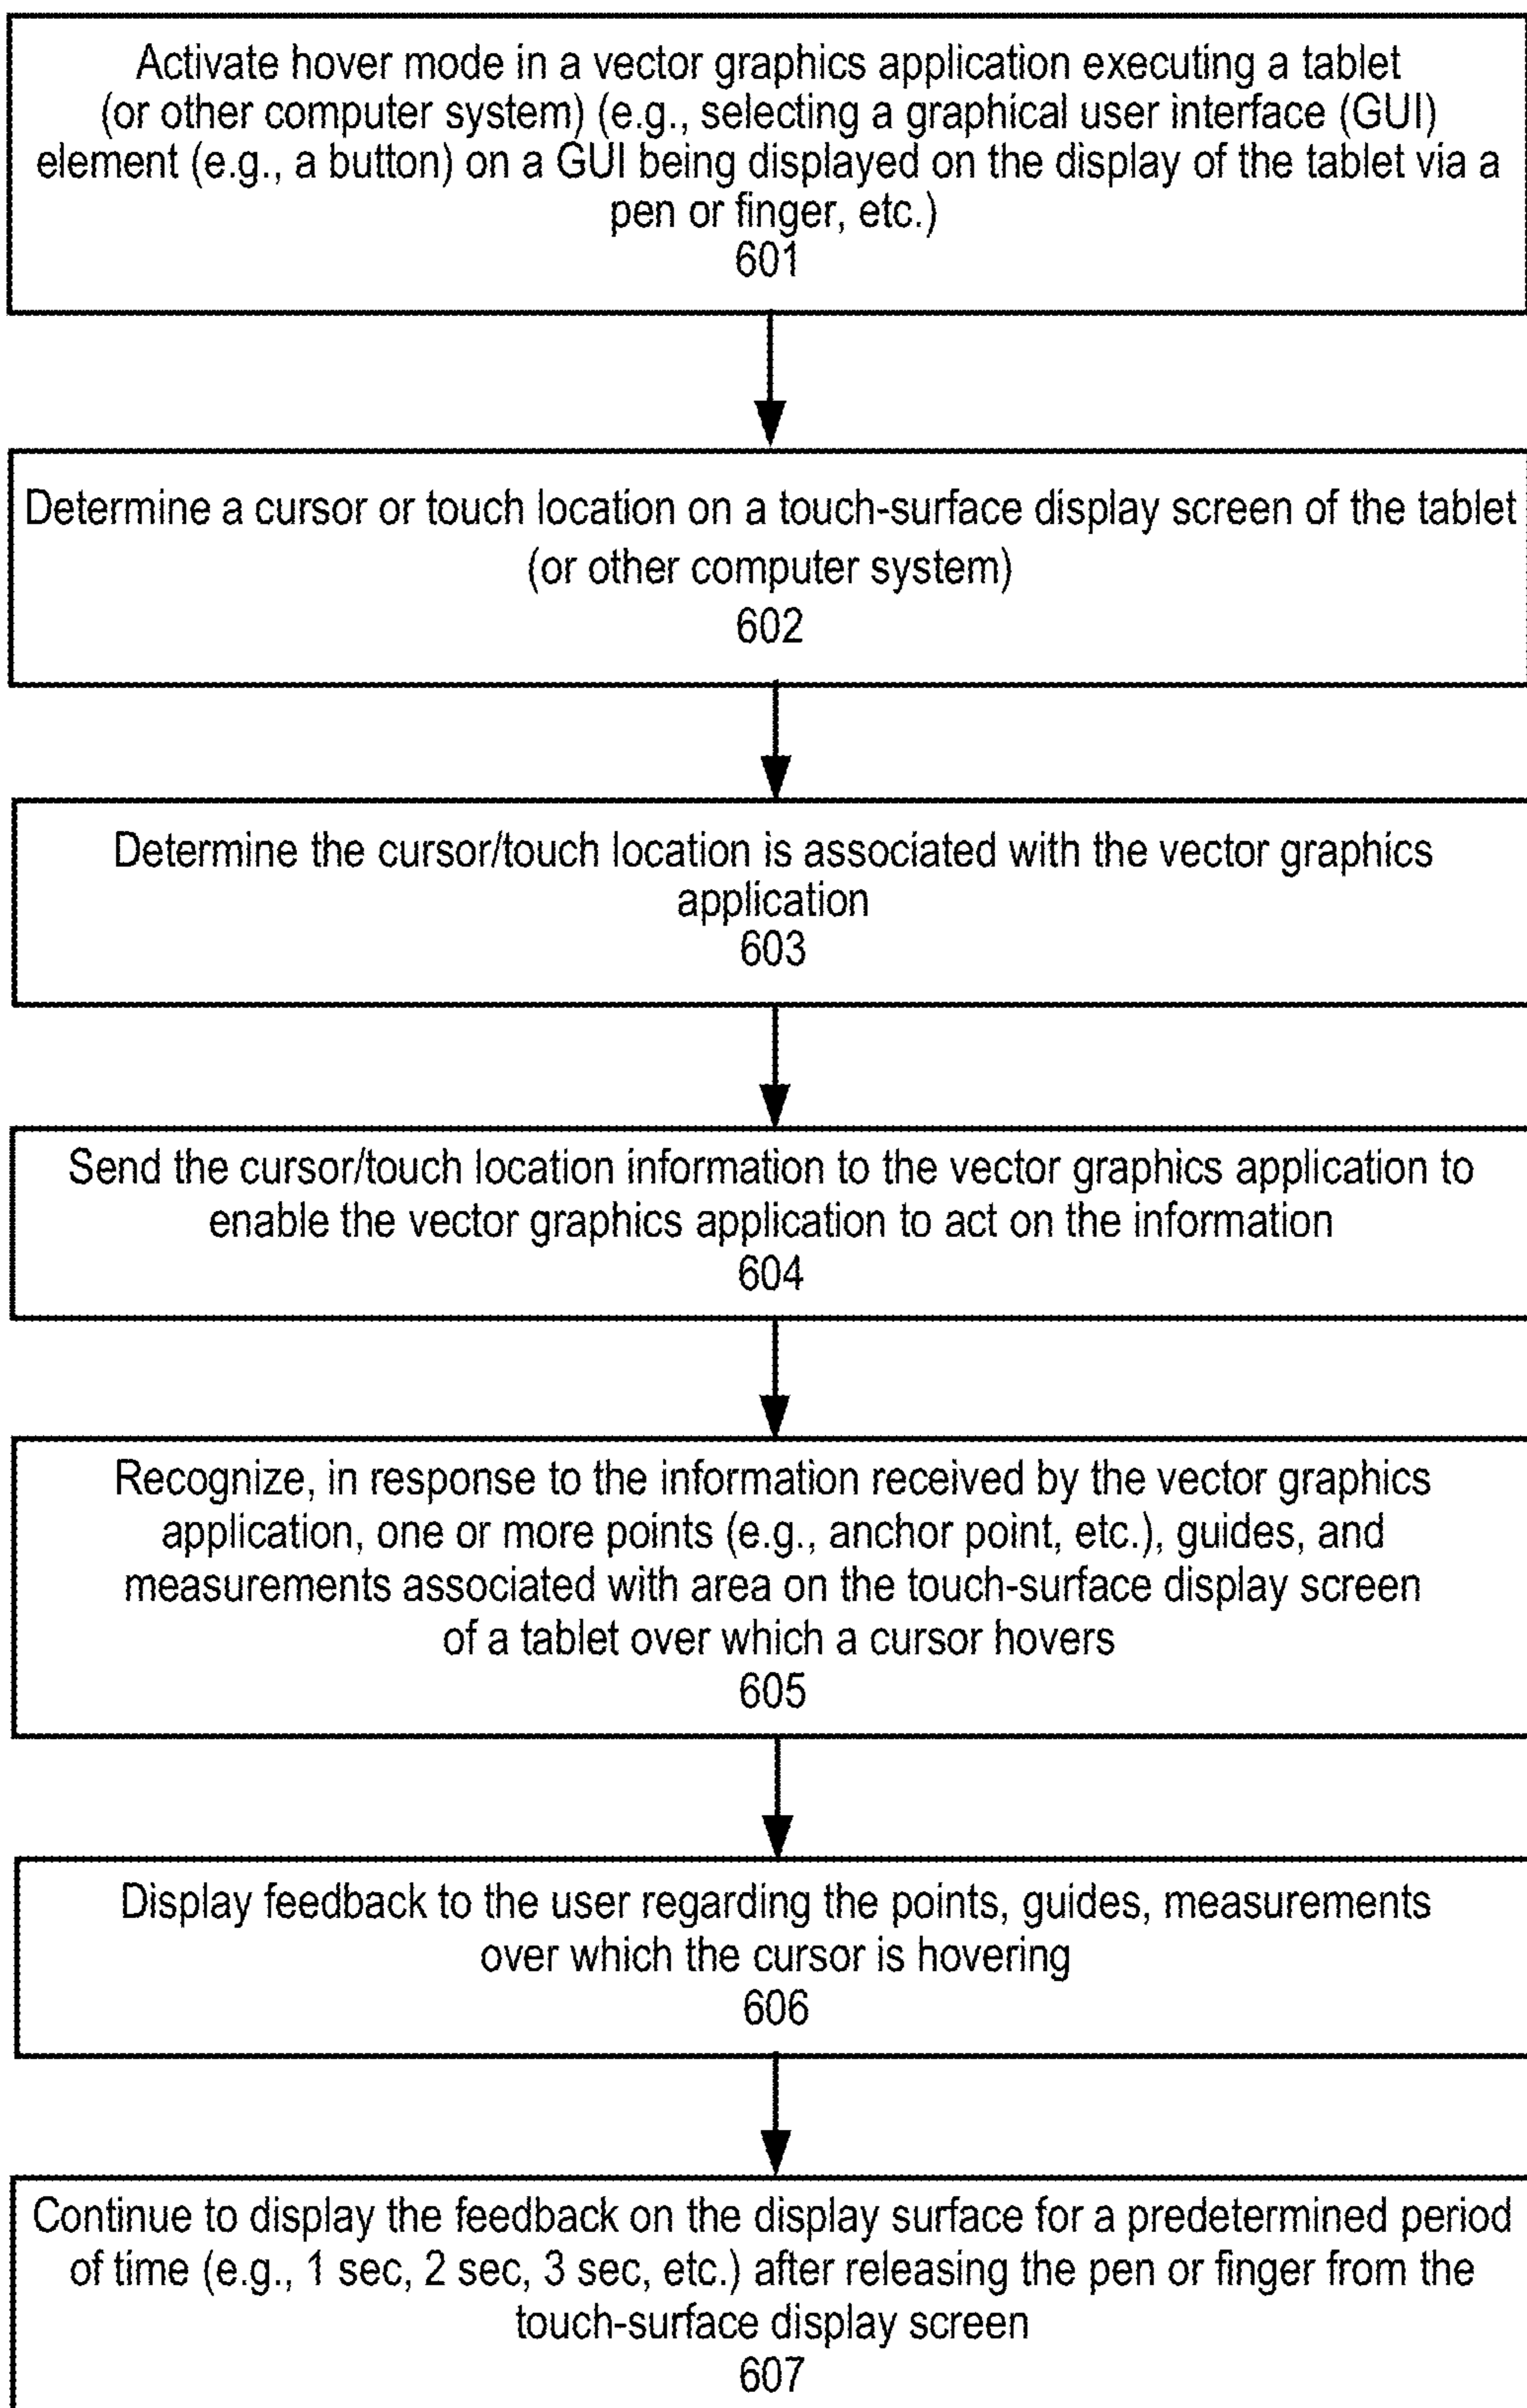 Activate hover mode in a vector graphics application executing a tablet
(or other computer system) (e.g., selecting a graphical user interface (GUI)
element (e.g., a button) on a GUI being displayed on the display of the tablet via a
pen or finger, etc.)
601
Determine a cursor or touch location on a touch-surface display screen of the tablet
(or other computer system)
602
Determine the cursor/touch location is associated with the vector graphics
application
603
Send the cursor/touch location information to the vector graphics application to
enable the vector graphics application to act on the information
604
Recognize, in response to the information received by the vector graphics
application, one or more points (e.g., anchor point, etc.), guides, and
measurements associated with area on the touch-surface display screen
of a tablet over which a cursor hovers
605
Display feedback to the user regarding the points, guides, measurements
over which the cursor is hovering
606
Continue to display the feedback on the display surface for a predetermined period
of time (e.g., 1 sec, 2 sec, 3 sec, etc.) after releasing the pen or finger from the
touch-surface display screen
607